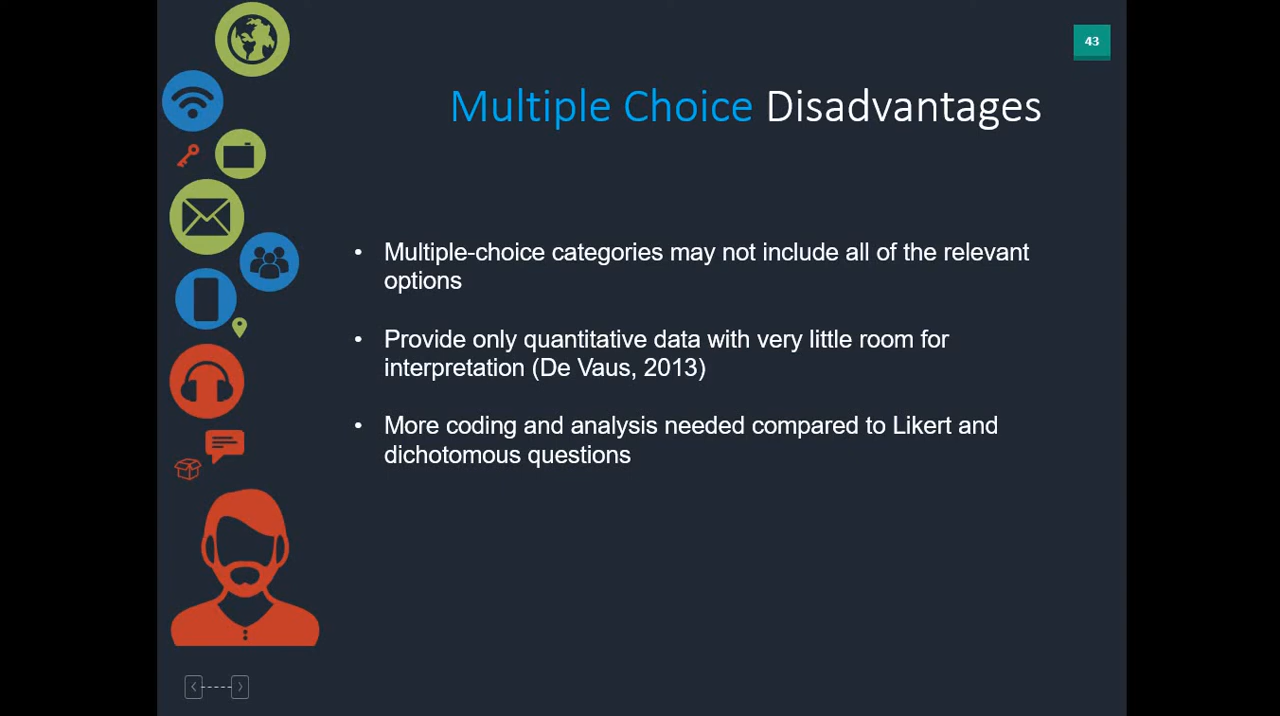 43
Multiple Choice Disadvantages
• Multiple-choice categories may not include all of the relevant
options
• Provide only quantitative data with very little room for
interpretation (De Vaus, 2013)
• More coding and analysis needed compared to Likert and
dichotomous questions